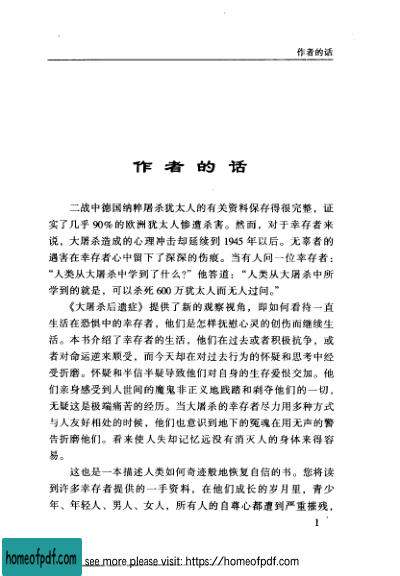 作者的话
作者的话
二战中德国纳粹屠杀犹太人的有关资料保存得很完整，证
实了几乎90％的欧洲犹太人惨遭杀害。然而，对于幸存者来
说，大屠杀造成的心理冲击却延续到1945年以后。无辜者的
遇害在幸存者心中留下了深深的伤痕。当有人问一位幸存者：
“人类从大屠杀中学到了什么？”他答道：“人类从大屠杀中所
学到的就是，可以杀死600万犹太人而无人过问。”
《大屠杀后遗症》提供了新的观察视角，即如何看待一直
生活在恐惧中的幸存者，他们是怎样抚慰心灵的创伤而继续生
活。本书介绍了幸存者的生活，他们在过去或者积极抗争，或
者对命运逆来顺受，而今天却在对过去行为的怀疑和思考中经
受折磨。怀疑和半信半疑导致他们对自身的生存爱恨交加。他
们亲身感受到人世间的魔鬼非正义地践踏和剥夺他们的一切，
无疑这是极端痛苦的经历。当大屠杀的幸存者尽力用多种方式
与人友好相处的时候，他们也意识到地下的冤魂在用无声的警
告折磨他们。看来使人失却记忆远没有消灭人的身体来得容
易。
这也是一本描述人类如何奇迹般地恢复自信的书。您将读
到许多幸存者提供的一手资料，在他们成长的岁月里，青少
年、年轻人、男人、女人，所有人的自尊心都遭到严重摧残，
1
homeofpdf.com
see more please visit: https://homeofpdf.com